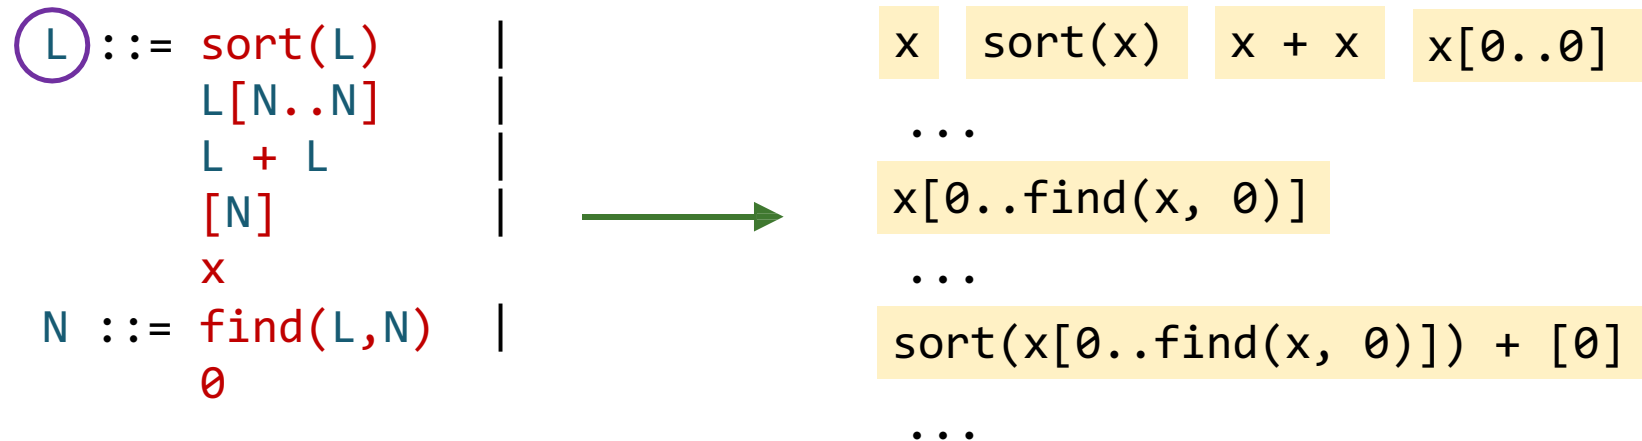 L ::= sort(L) |
L[N..N] |
L + L |
[N] |
x
N ::= find(L,N) |
0
x sort(x) x + x x[0..0]
...
x[0..find(x, 0)]
...
sort(x[0..find(x, 0)]) + [0]
...